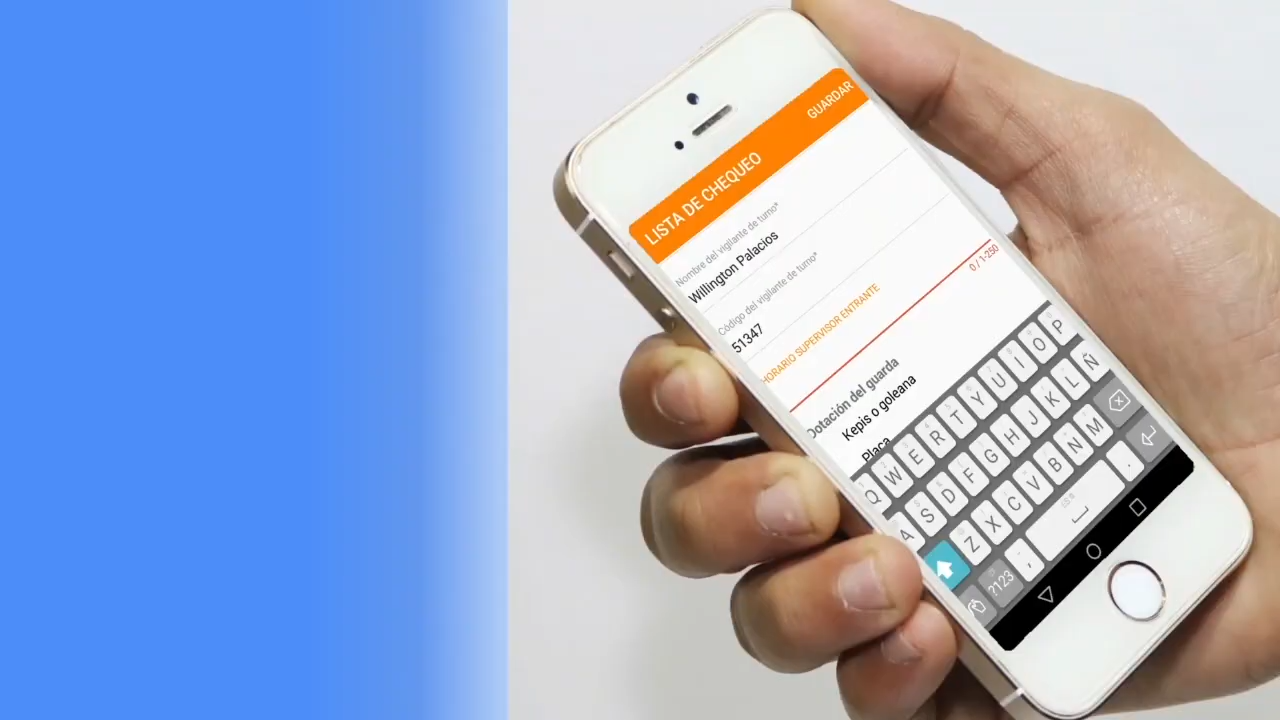 GUARDAR
LISTA DE CHEQUEO
Nombre del vigilante de turno*
Willington Palacios
Código del vigilante de turno*
51347
HORARIO SUPERVISOR ENTRANTE
0 / 1-250
Dotación del guarda
Kepis o goleana
Placa
Q W E R T Y U I O P
A S D F G H J K L Ñ
Z X C V B N M
?123 , .